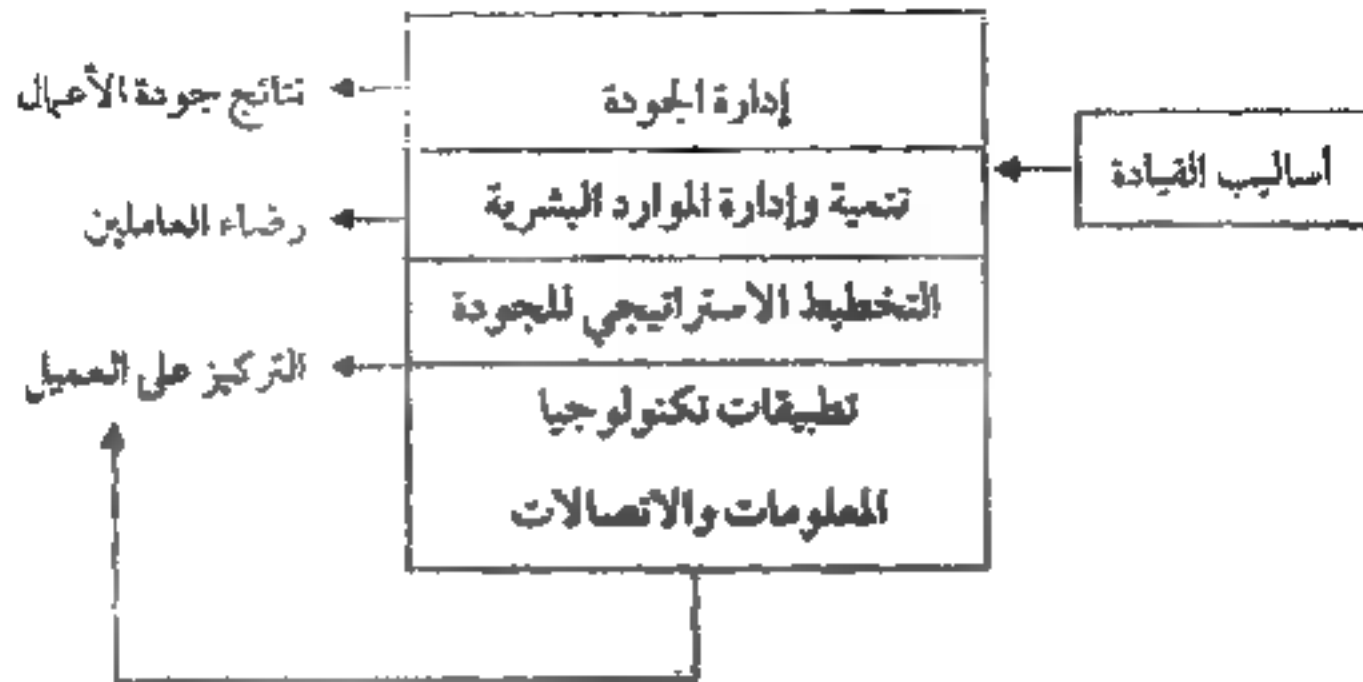 أساليب القيادة
إدارة الجودة
تنمية وإدارة الموارد البشرية
التخطيط الاستراتيجي للجودة
تطبيقات تكنولوجيا
المعلومات والاتصالات
نتائج جودة الأعمال
رضاء العاملين
التركيز على العميل